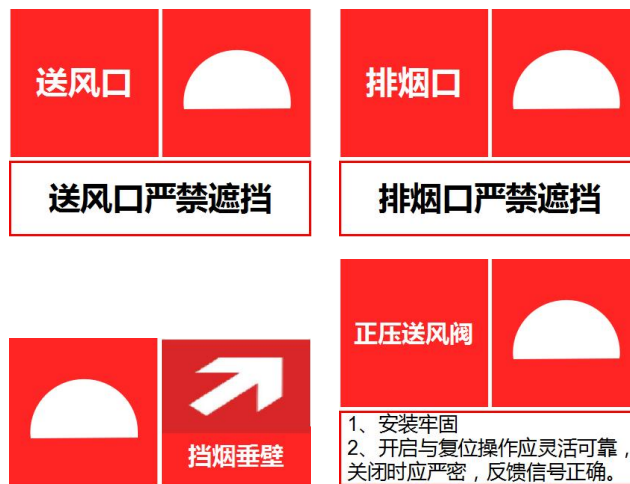 送风口
送风口严禁遮挡
排烟口
排烟口严禁遮挡
挡烟垂壁
正压送风阀
1、安装牢固
2、开启与复位操作应灵活可靠，
关闭时应严密，反馈信号正确。